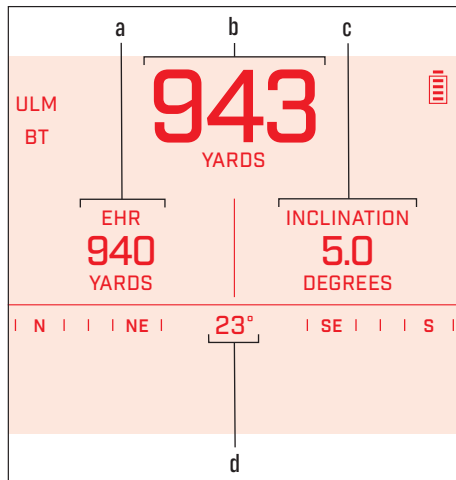 a b c
943
YARDS
ULM
BT
EHR
940
YARDS
INCLINATION
5.0
DEGREES
N NE 23° SE S
d